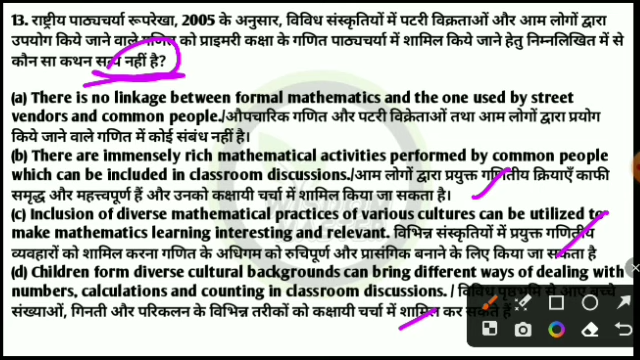 13. राष्ट्रीय पाठ्यचर्या रूपरेखा, 2005 के अनुसार, विविध संस्कृतियों में पटरी विक्रताओं और आम लोगों द्वारा
उपयोग किये जाने वाले गणित को प्राइमरी कक्षा के गणित पाठ्यचर्या में शामिल किये जाने हेतु निम्नलिखित में से
कौन सा कथन सत्य नहीं है?
(a) There is no linkage between formal mathematics and the one used by street
vendors and common people./औपचारिक गणित और पटरी विक्रेताओं तथा आम लोगों द्वारा प्रयोग
किये जाने वाले गणित में कोई संबंध नहीं है।
(b) There are immensely rich mathematical activities performed by common people
which can be included in classroom discussions./आम लोगों द्वारा प्रयुक्त गणितीय क्रियाएँ काफी
समृद्ध और महत्त्वपूर्ण हैं और उनको कक्षायी चर्चा में शामिल किया जा सकता है।
(c) Inclusion of diverse mathematical practices of various cultures can be utilized to
make mathematics learning interesting and relevant. विभिन्न संस्कृतियों में प्रयुक्त गणितीय
व्यवहारों को शामिल करना गणित के अधिगम को रुचिपूर्ण और प्रासंगिक बनाने के लिए किया जा सकता है
(d) Children form diverse cultural backgrounds can bring different ways of dealing with
numbers, calculations and counting in classroom discussions. / विविध पृष्ठभूमि से आए बच्चे
संख्याओं, गिनती और परिकलन के विभिन्न तरीकों को कक्षायी चर्चा में शामिल कर सकते हैं